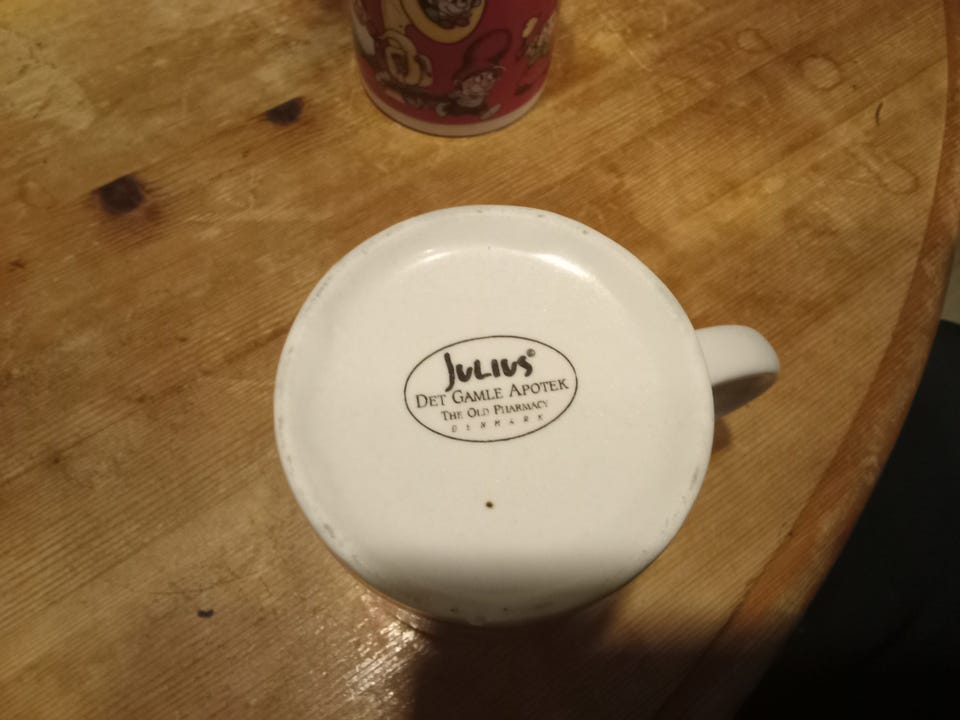 JULIUS®
DET GAMLE APOTEK
THE OLD PHARMACY
DENMARK